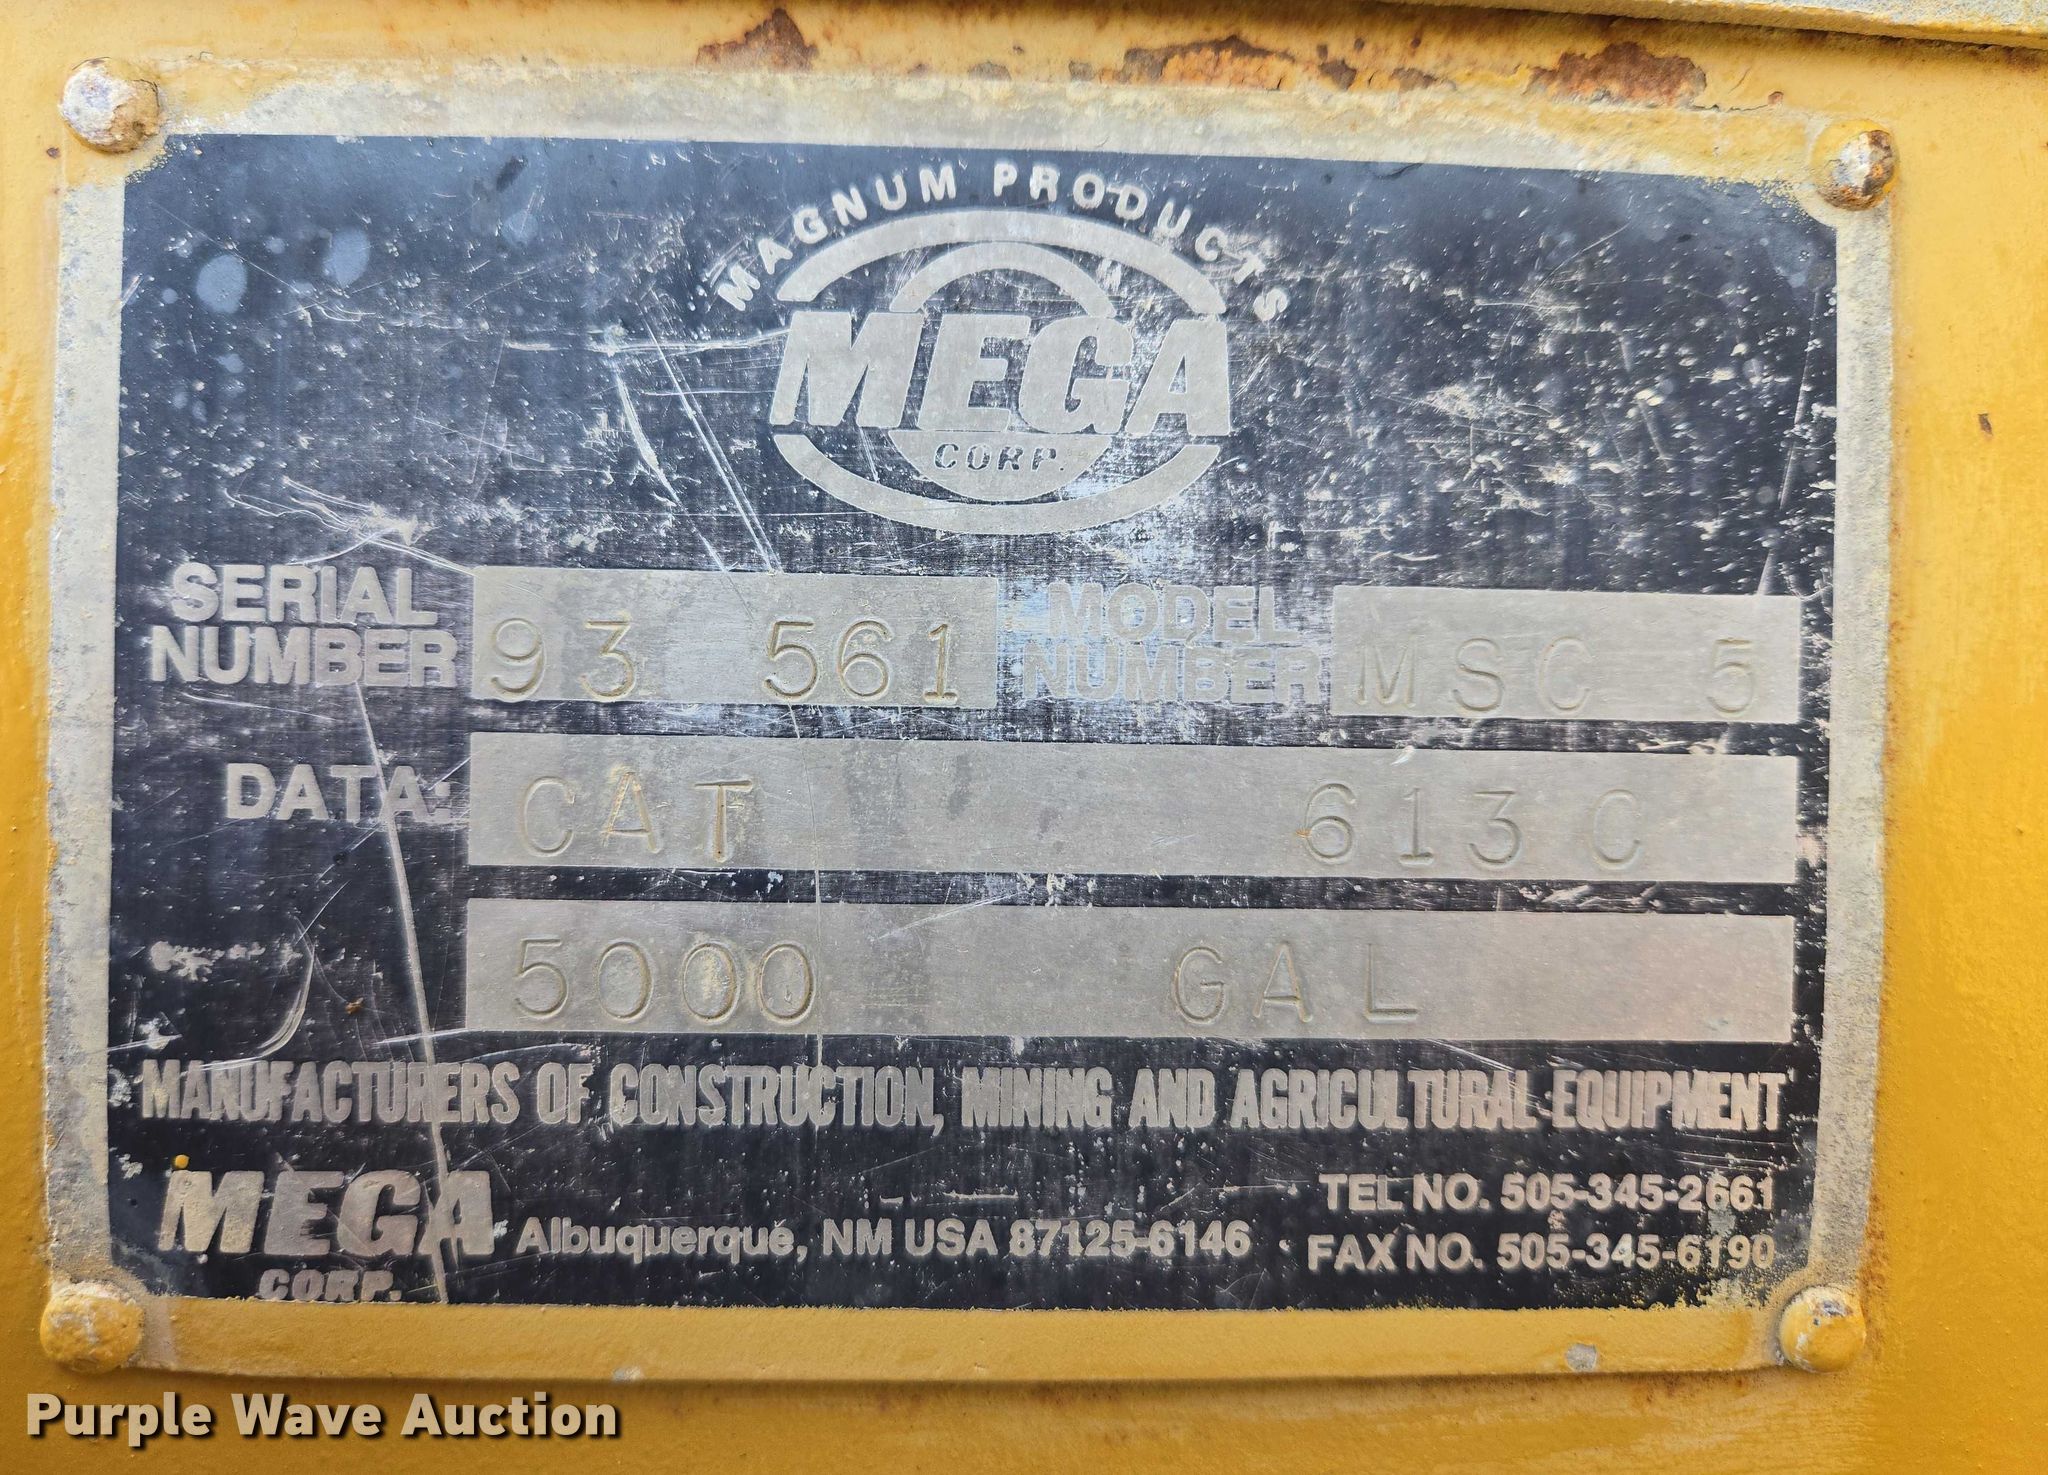 MAGNUM PRODUCTS
MEGA
CORP.
SERIAL NUMBER 93 561 MODEL NUMBER MSC 5
DATA: CAT 613C
5000 GAL
MANUFACTURERS OF CONSTRUCTION, MINING AND AGRICULTURAL EQUIPMENT
MEGA CORP. Albuquerque, NM USA 87125-6146
TEL NO. 505-345-2661
FAX NO. 505-345-6190
Purple Wave Auction